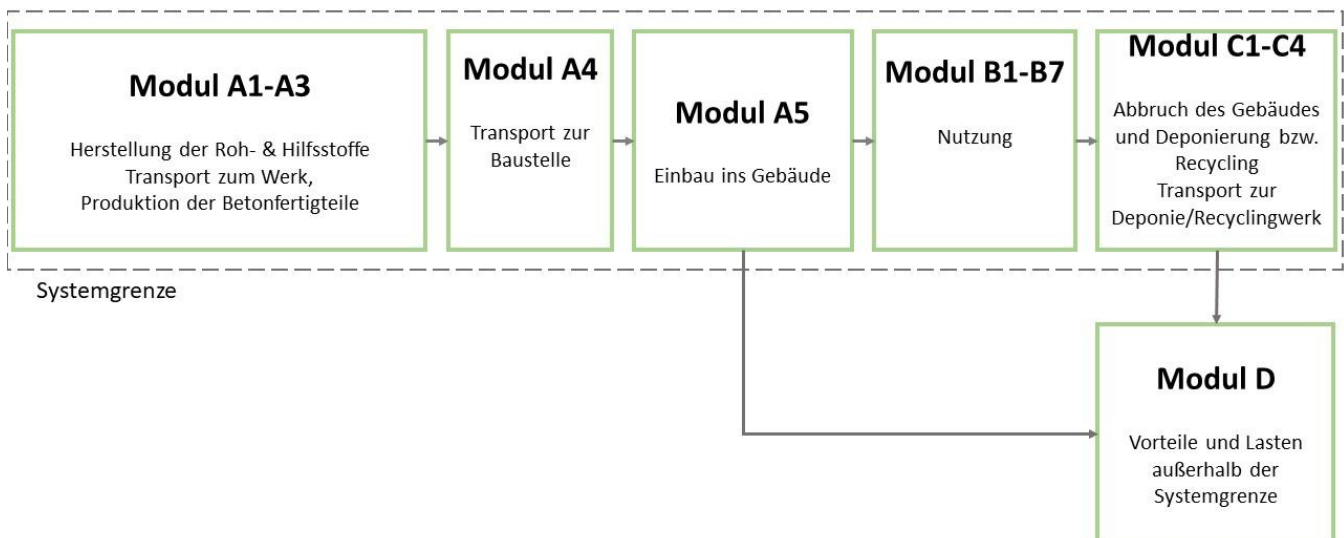 Modul A1-A3
Herstellung der Roh- & Hilfsstoffe
Transport zum Werk,
Produktion der Betonfertigteile
Modul A4
Transport zur
Baustelle
Modul A5
Einbau ins Gebäude
Modul B1-B7
Nutzung
Modul C1-C4
Abbruch des Gebäudes
und Deponierung bzw.
Recycling
Transport zur
Deponie/Recyclingwerk
Systemgrenze
Modul D
Vorteile und Lasten
außerhalb der
Systemgrenze